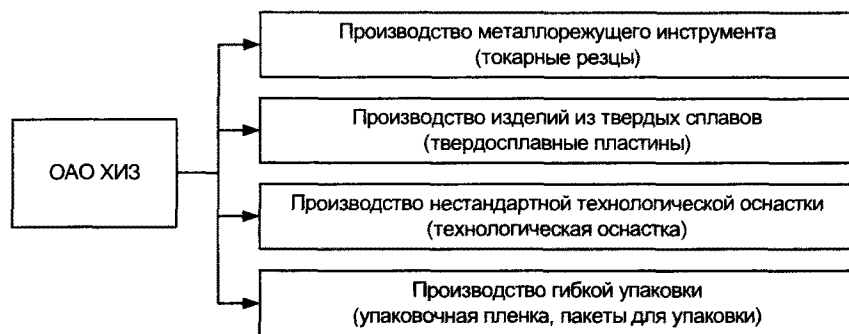 Производство металлорежущего инструмента
(токарные резцы)
Производство изделий из твердых сплавов
(твердосплавные пластины)
ОАО ХИЗ
Производство нестандартной технологической оснастки
(технологическая оснастка)
Производство гибкой упаковки
(упаковочная пленка, пакеты для упаковки)